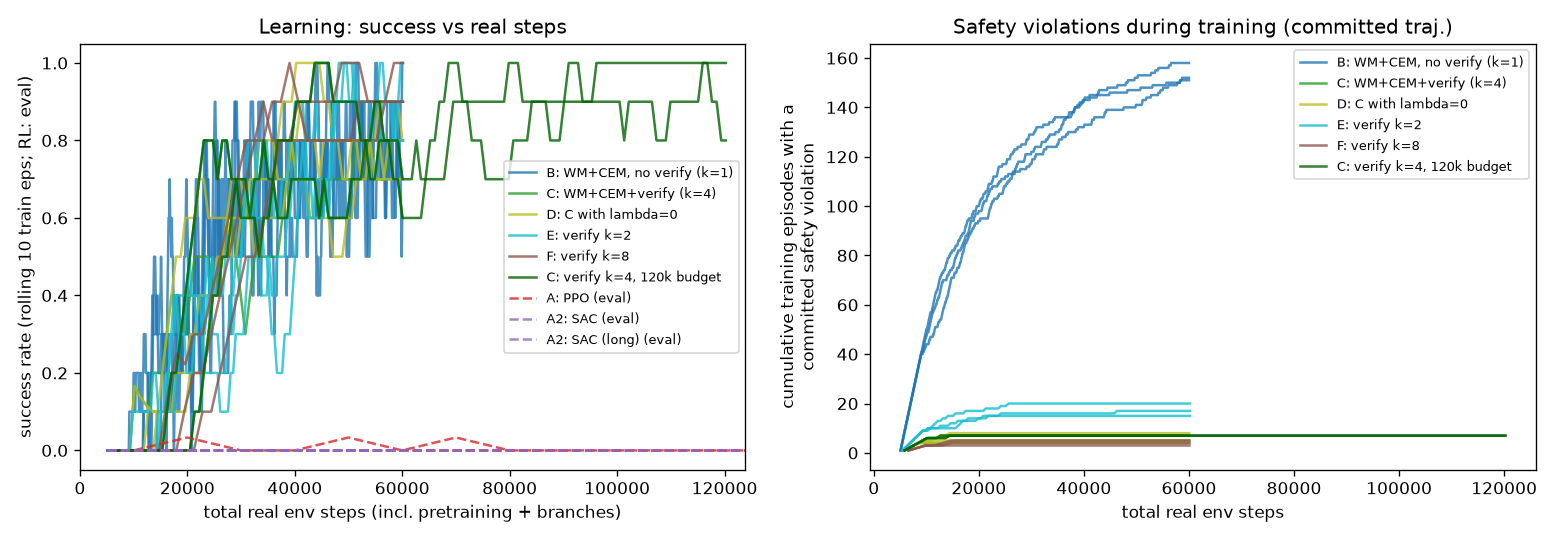 Learning: success vs real steps
success rate (rolling 10 train eps; RL: eval)
1.0
0.8
0.6
0.4
0.2
0.0
B: WM+CEM, no verify (k=1)
C: WM+CEM+verify (k=4)
D: C with lambda=0
E: verify k=2
F: verify k=8
C: verify k=4, 120k budget
A: PPO (eval)
A2: SAC (eval)
A2: SAC (long) (eval)
0
20000
40000
60000
80000
100000
120000
total real env steps (incl. pretraining + branches)
Safety violations during training (committed traj.)
cumulative training episodes with a
committed safety violation
160
140
120
100
80
60
40
20
0
B: WM+CEM, no verify (k=1)
C: WM+CEM+verify (k=4)
D: C with lambda=0
E: verify k=2
F: verify k=8
C: verify k=4, 120k budget
0
20000
40000
60000
80000
100000
120000
total real env steps